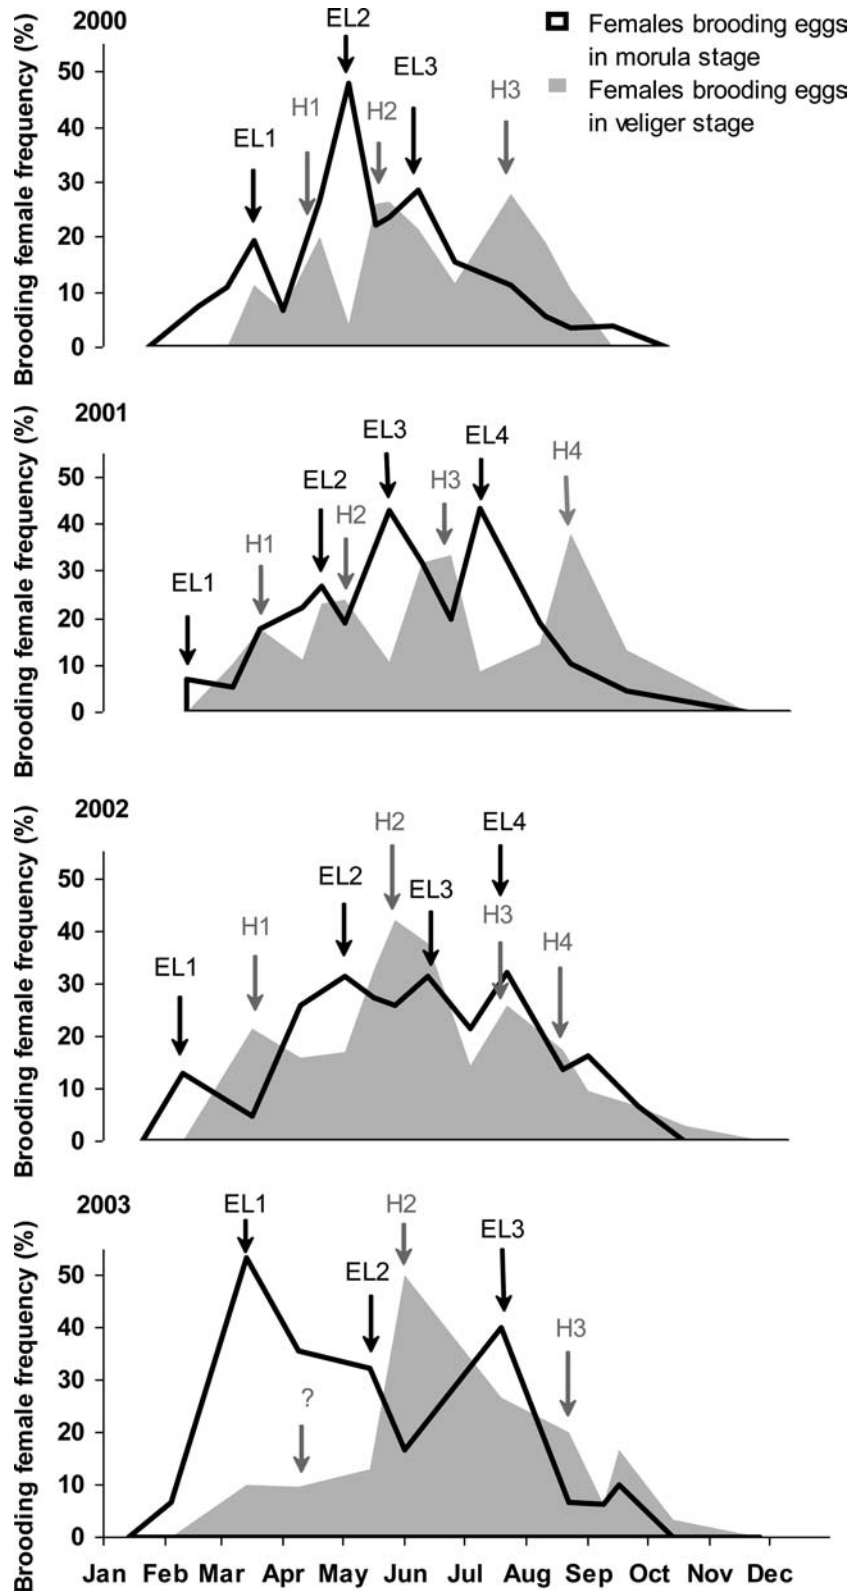 2000
Brooding female frequency (%)
50
40
30
20
10
0
EL1
H1
EL2
H2
EL3
H3
Females brooding eggs
in morula stage
Females brooding eggs
in veliger stage
2001
Brooding female frequency (%)
50
40
30
20
10
0
EL1
H1
EL2
H2
EL3
H3
EL4
H4
2002
Brooding female frequency (%)
50
40
30
20
10
0
EL1
H1
EL2
H2
EL3
EL4
H3
H4
2003
Brooding female frequency (%)
50
40
30
20
10
0
EL1
?
EL2
H2
EL3
H3
Jan Feb Mar Apr May Jun Jul Aug Sep Oct Nov Dec